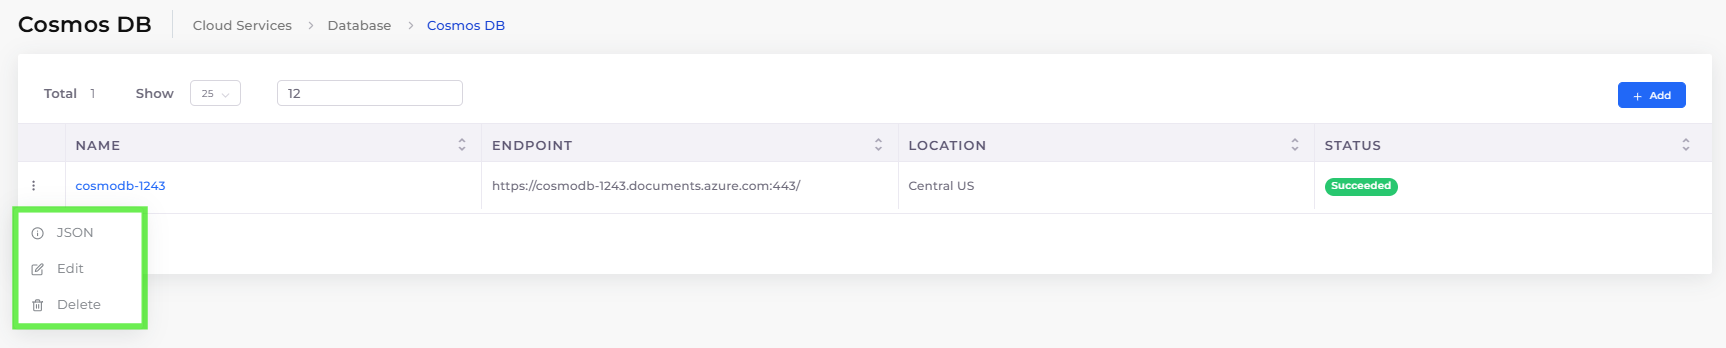 Cosmos DB Cloud Services Database Cosmos DB
Total 1 Show 25 12 + Add
NAME ENDPOINT LOCATION STATUS
cosmodb-1243 https://cosmodb-1243.documents.azure.com:443/ Central US Succeeded
JSON
Edit
Delete